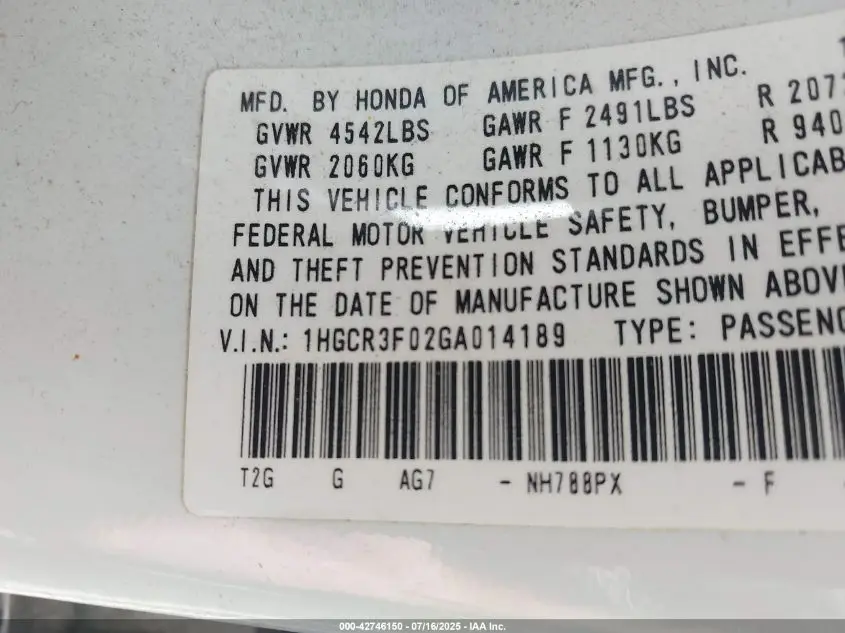 MFD. BY HONDA OF AMERICA MFG., INC.
GVWR 4542LBS GAWR F 2491LBS R 207
GVWR 2060KG GAWR F 1130KG R 940
THIS VEHICLE CONFORMS TO ALL APPLICAB
FEDERAL MOTOR VEHICLE SAFETY, BUMPER,
AND THEFT PREVENTION STANDARDS IN EFFE
ON THE DATE OF MANUFACTURE SHOWN ABOV
V.I.N.: 1HGCR3F02GA014189 TYPE: PASSENG
T2G G AG7 - NH788PX - F
000-42746150 - 07/16/2025 - IAA Inc.